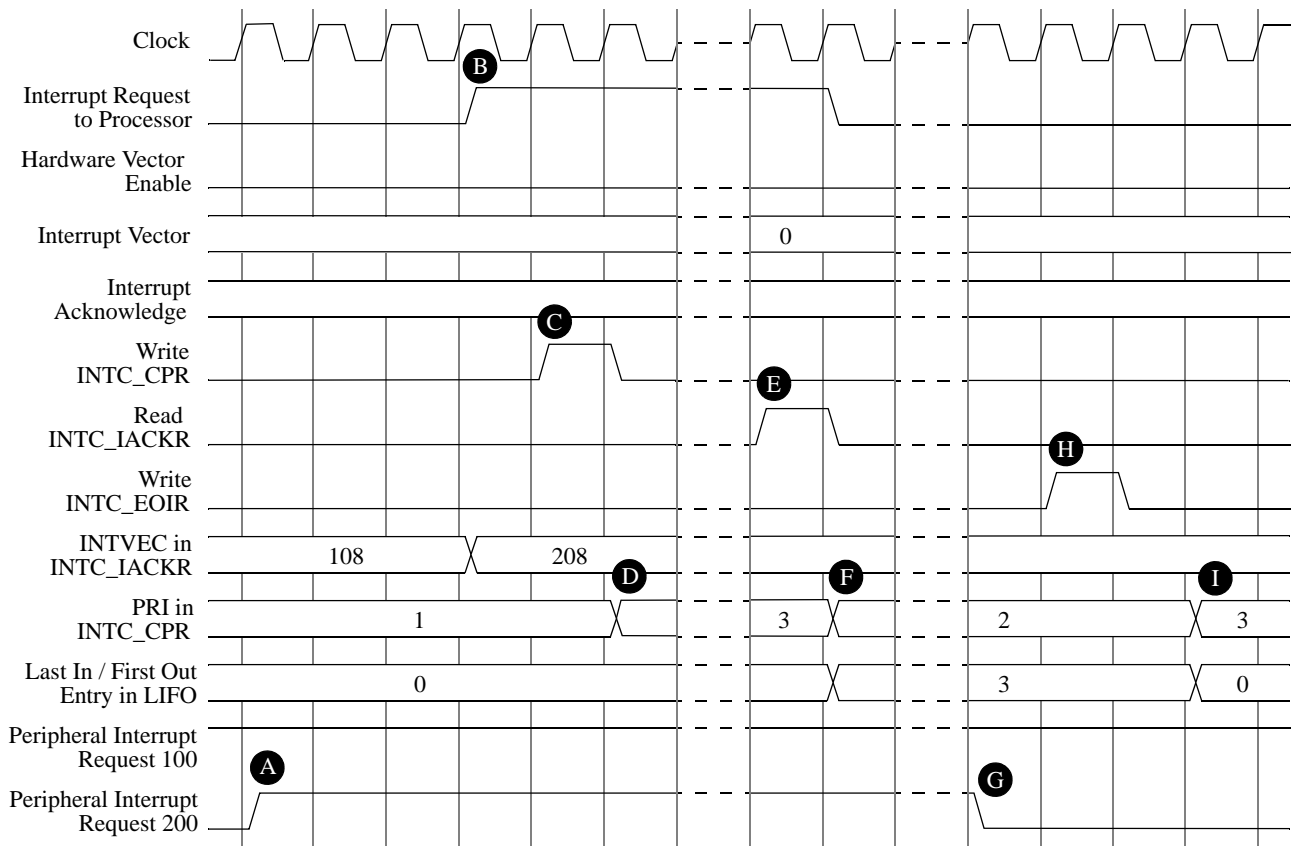 Clock
B
Interrupt Request
to Processor
Hardware Vector
Enable
Interrupt Vector
0
Interrupt
Acknowledge
C
Write
INTC_CPR
E
Read
INTC_IACKR
H
Write
INTC_EOIR
INTVEC in
INTC_IACKR
108
208
D
F
I
PRI in
INTC_CPR
1
3
2
3
Last In / First Out
Entry in LIFO
0
3
0
Peripheral Interrupt
Request 100
A
G
Peripheral Interrupt
Request 200